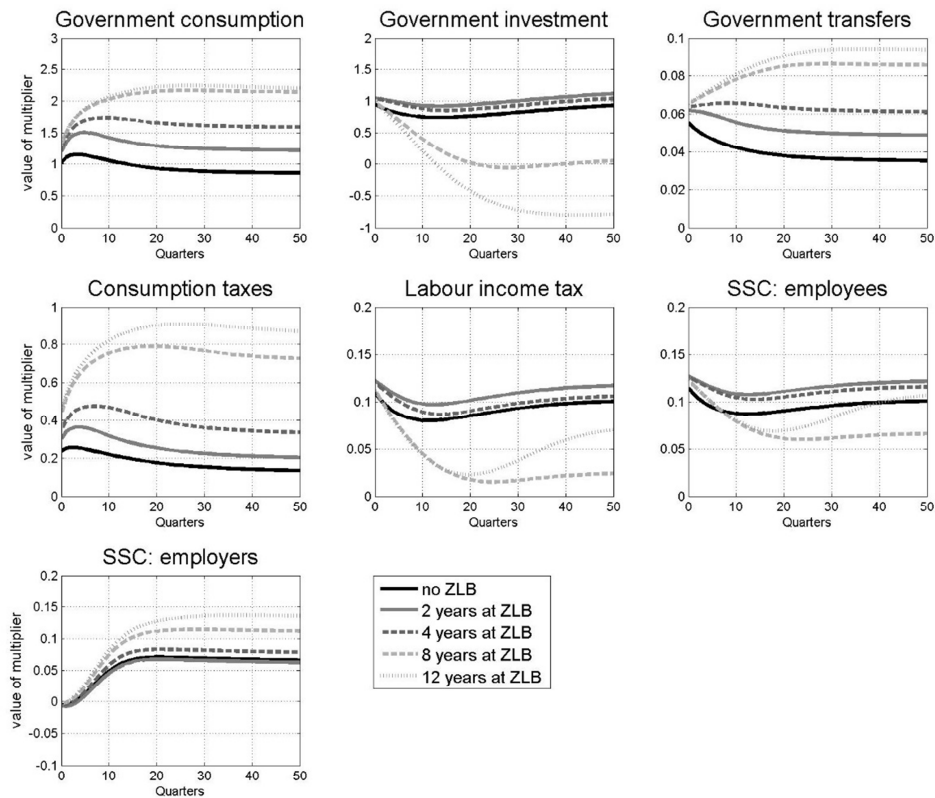 Government consumption
3
2.5
2
1.5
1
0.5
0
value of multiplier
0 10 20 30 40 50
Quarters
Government investment
2
1.5
1
0.5
0
-0.5
-1
0 10 20 30 40 50
Quarters
Government transfers
0.1
0.08
0.06
0.04
0.02
0
0 10 20 30 40 50
Quarters
Consumption taxes
1
0.8
0.6
0.4
0.2
0
value of multiplier
0 10 20 30 40 50
Quarters
Labour income tax
0.2
0.15
0.1
0.05
0
0 10 20 30 40 50
Quarters
SSC: employees
0.2
0.15
0.1
0.05
0
0 10 20 30 40 50
Quarters
SSC: employers
0.2
0.15
0.1
0.05
0
-0.05
-0.1
value of multiplier
0 10 20 30 40 50
Quarters
no ZLB
2 years at ZLB
4 years at ZLB
8 years at ZLB
12 years at ZLB